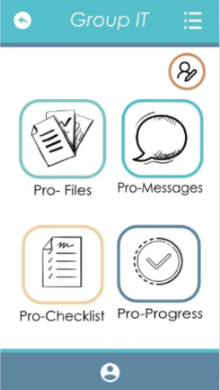 Group IT
Pro- Files
Pro-Messages
Pro-Checklist
Pro-Progress